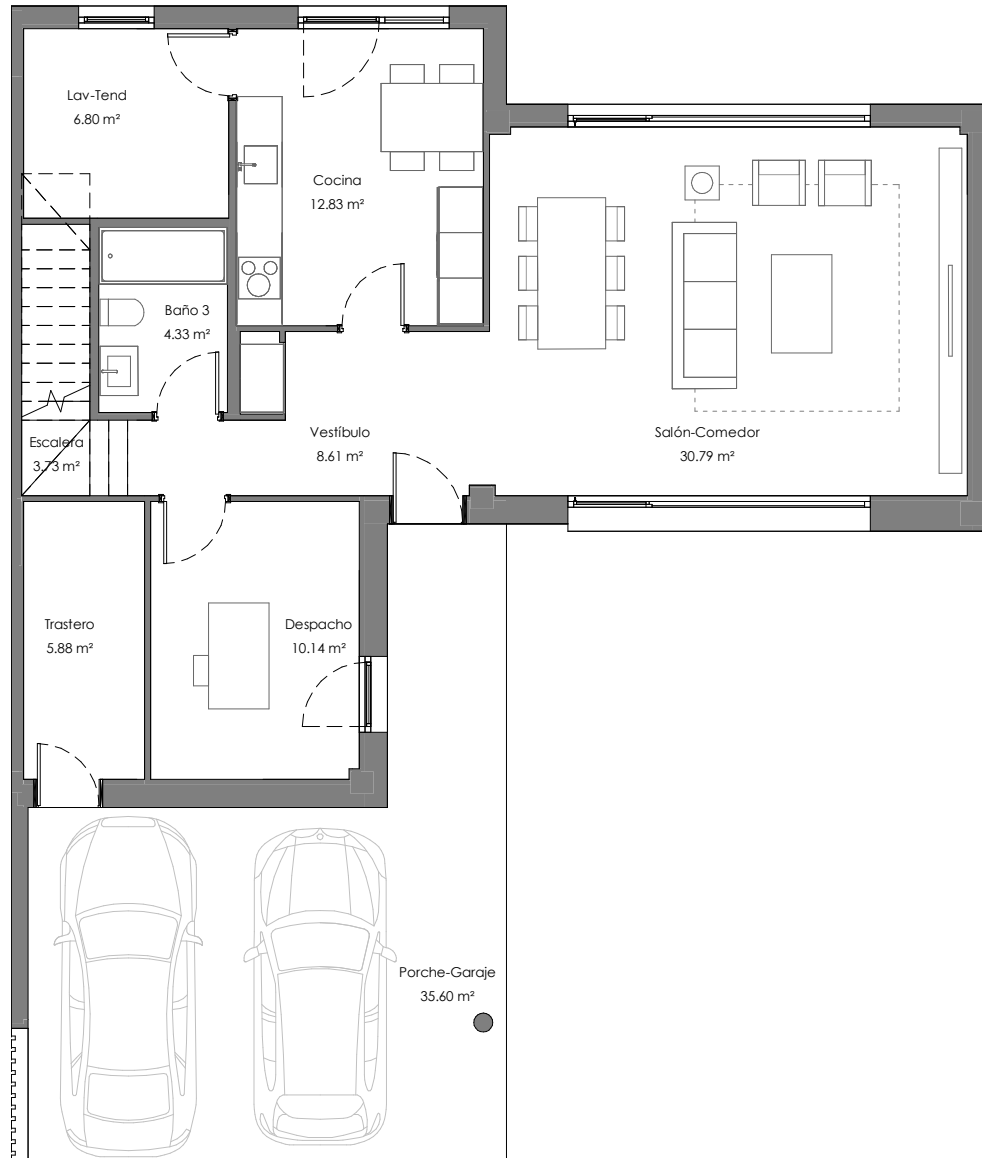 Lav-Tend
6.80 m²
Cocina
12.83 m²
Baño 3
4.33 m²
Escalera
3.73 m²
Vestíbulo
8.61 m²
Salón-Comedor
30.79 m²
Trastero
5.88 m²
Despacho
10.14 m²
Porche-Garaje
35.60 m²